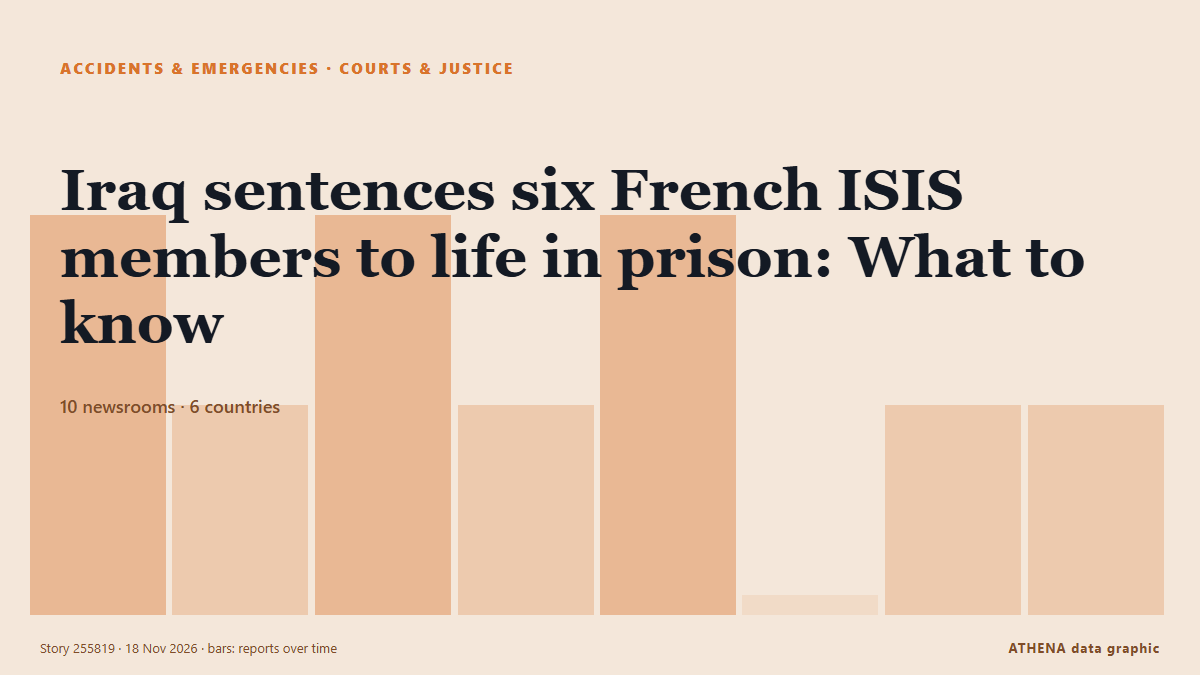 ACCIDENTS & EMERGENCIES · COURTS & JUSTICE
Iraq sentences six French ISIS
members to life in prison: What to
know
10 newsrooms · 6 countries
Story 255819 · 18 Nov 2026 · bars: reports over time
ATHENA data graphic